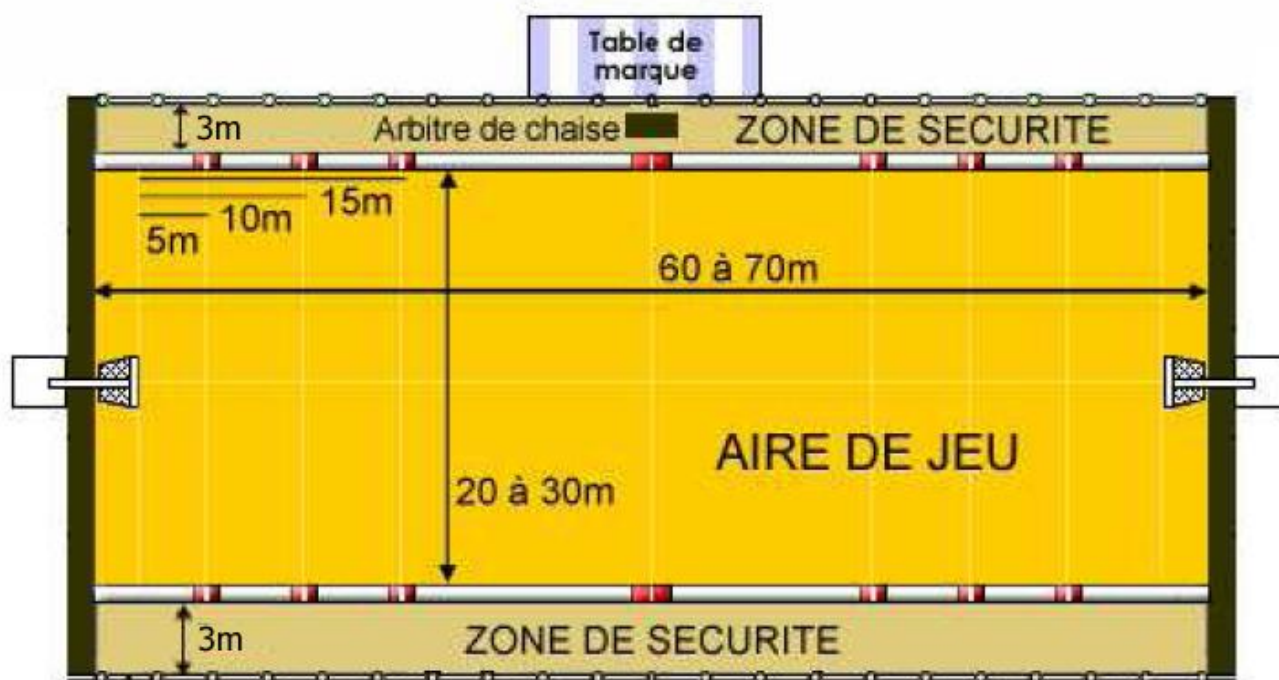 Table de
marque
3m
Arbitre de chaise
ZONE DE SECURITE
15m
10m
5m
60 à 70m
AIRE DE JEU
20 à 30m
3m
ZONE DE SECURITE